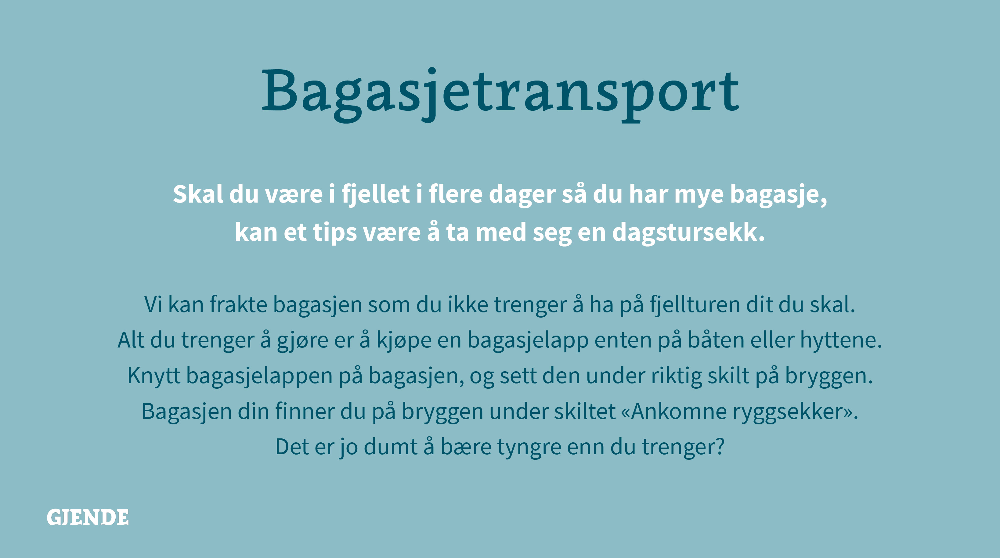 Bagasjetransport
Skal du være i fjellet i flere dager så du har mye bagasje,
kan et tips være å ta med seg en dagstursekk.
Vi kan frakte bagasjen som du ikke trenger å ha på fjellturen dit du skal.
Alt du trenger å gjøre er å kjøpe en bagasjelapp enten på båten eller hyttene.
Knytt bagasjelappen på bagasjen, og sett den under riktig skilt på bryggen.
Bagasjen din finner du på bryggen under skiltet «Ankomne ryggsekker».
Det er jo dumt å bære tyngre enn du trenger?
GJENDE